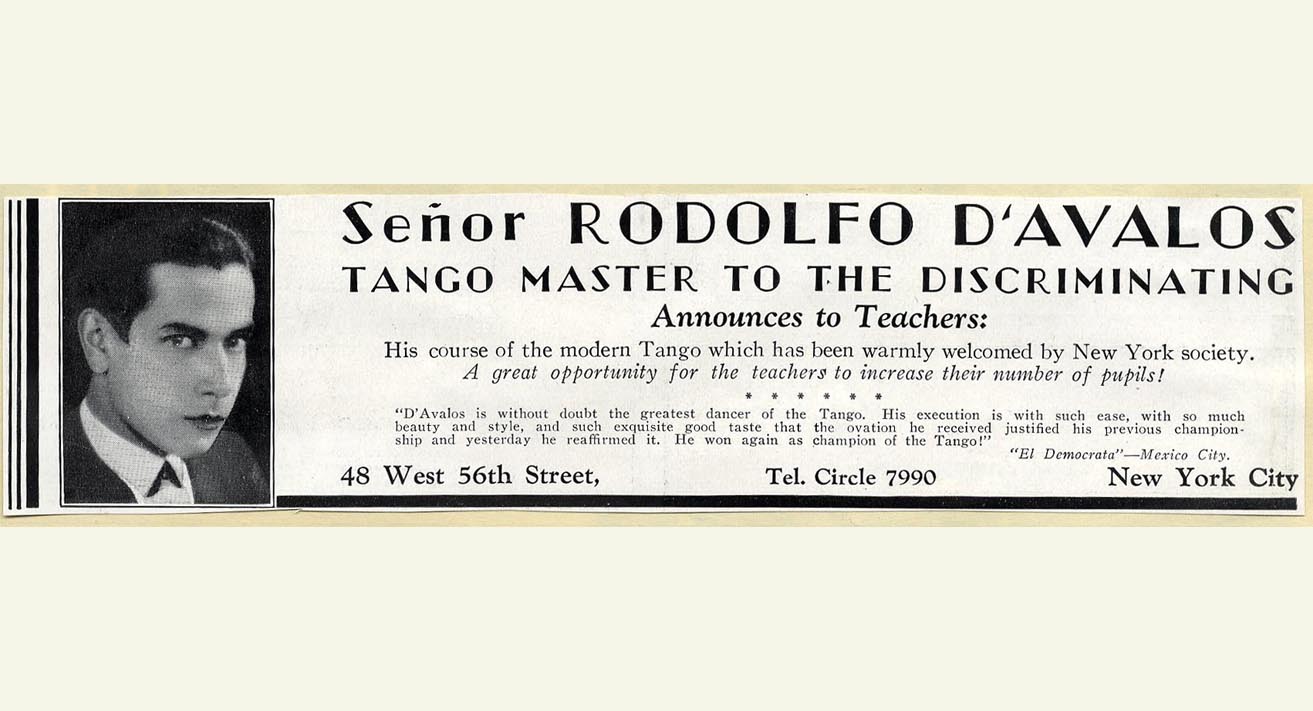 Señor RODOLFO D‘AVALOS
TANGO MASTER TO THE DISCRIMINATING
Announces to Teachers:
His course of the modern Tango which has been warmly welcomed by New York society.
A great opportunity for the teachers to increase their number of pupils!
* * * * * *
“D’Avalos is without doubt the greatest dancer of the Tango. His execution is with such ease, with so much
beauty and style, and such exquisite good taste that the ovation he received justified his previous champion-
ship and yesterday he reaffirmed it. He won again as champion of the Tango!”
“El Democrata”—Mexico City.
48 West 56th Street, Tel. Circle 7990 New York City